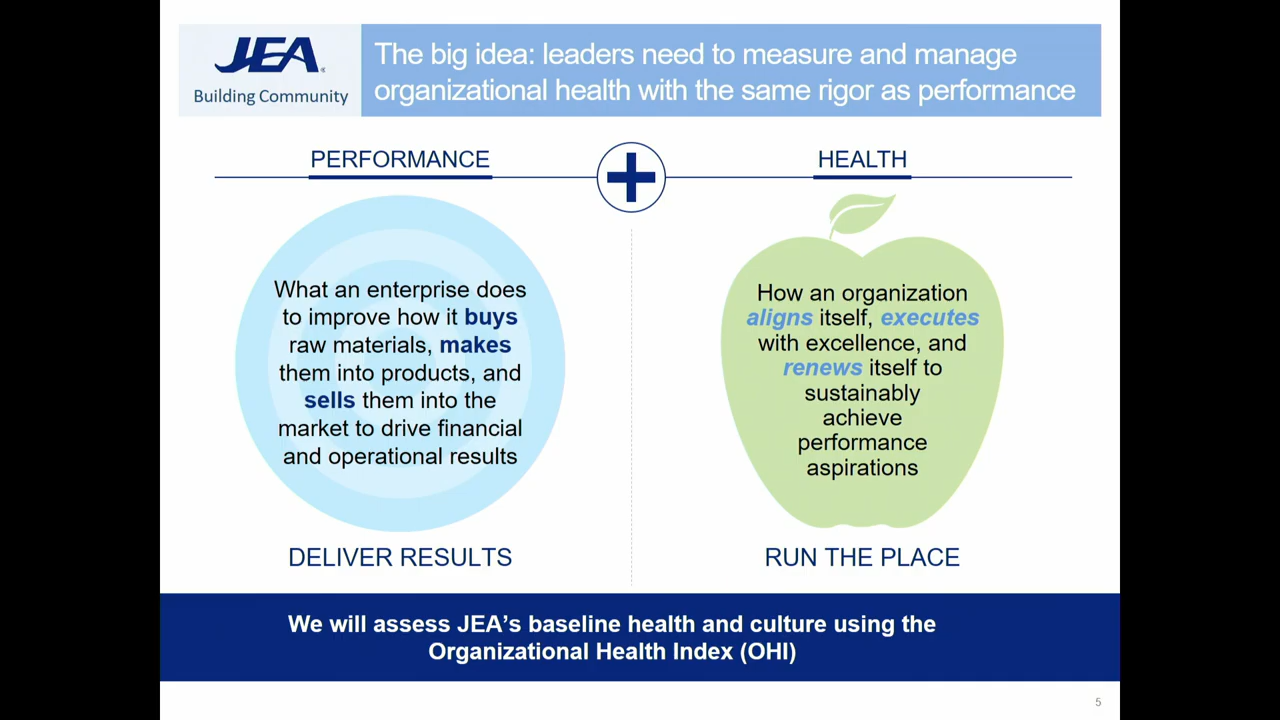 JEA
Building Community
The big idea: leaders need to measure and manage
organizational health with the same rigor as performance
PERFORMANCE
What an enterprise does
to improve how it buys
raw materials, makes
them into products, and
sells them into the
market to drive financial
and operational results
DELIVER RESULTS
HEALTH
How an organization
aligns itself, executes
with excellence, and
renews itself to
sustainably
achieve
performance
aspirations
RUN THE PLACE
We will assess JEA’s baseline health and culture using the
Organizational Health Index (OHI)
5